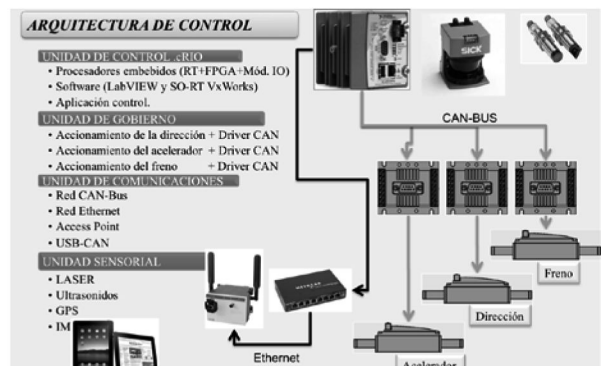 ARQUITECTURA DE CONTROL
UNIDAD DE CONTROL .cRIO
• Procesadores embebidos (RT+FPGA+Mód. IO)
• Software (LabVIEW y SO-RT VxWorks)
• Aplicación control.
UNIDAD DE GOBIERNO
• Accionamiento de la dirección + Driver CAN
• Accionamiento del acelerador + Driver CAN
• Accionamiento del freno + Driver CAN
UNIDAD DE COMUNICACIONES
• Red CAN-Bus
• Red Ethernet
• Access Point
• USB-CAN
UNIDAD SENSORIAL
• LASER
• Ultrasonidos
• GPS
• IM
SICK
CAN-BUS
Freno
Dirección
Acelerador
NETGEAR
Ethernet